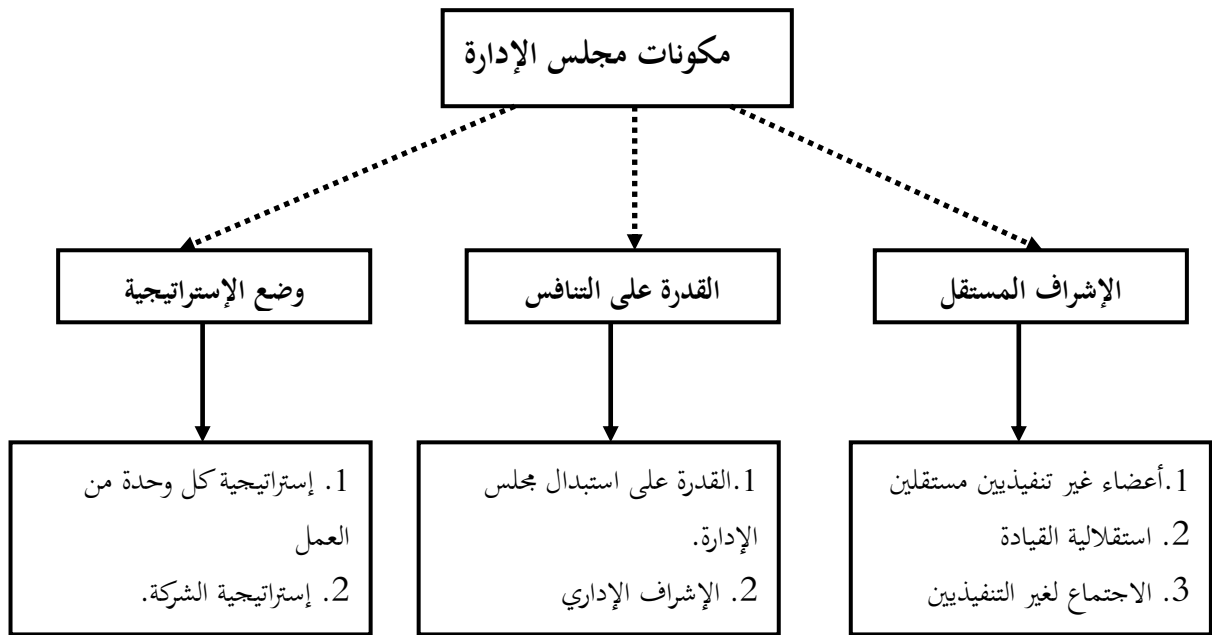 مكونات مجلس الإدارة
الإشراف المستقل
القدرة على التنافس
وضع الإستراتيجية
1.أعضاء غير تنفيذيين مستقلين
2. استقلالية القيادة
3. الاجتماع لغير التنفيذيين
1.القدرة على استبدال مجلس
الإدارة.
2. الإشراف الإداري
1. إستراتيجية كل وحدة من
العمل
2. إستراتيجية الشركة.